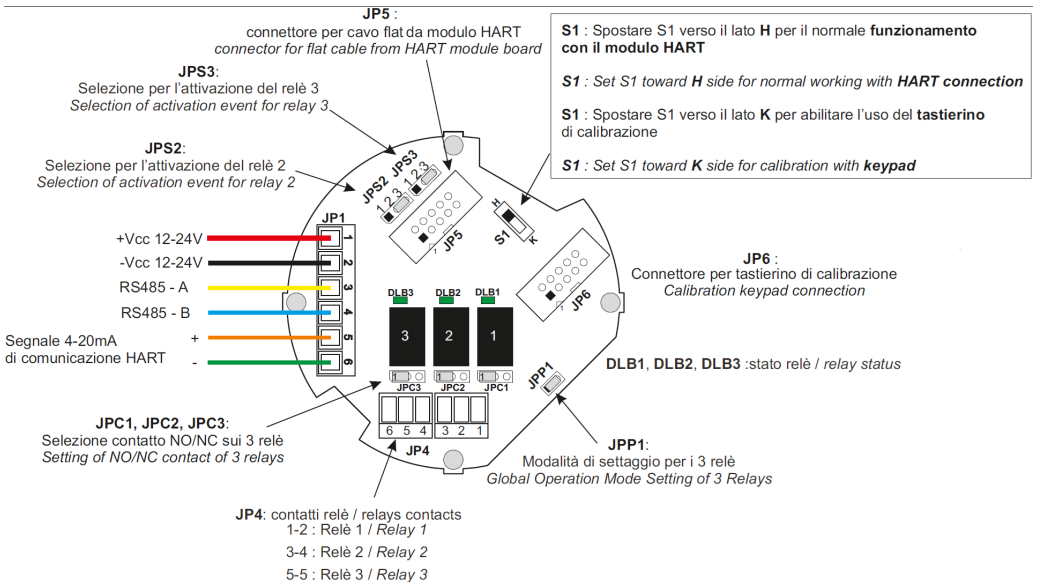 JP5 :
connettore per cavo flat da modulo HART
connector for flat cable from HART module board
JPS3:
Selezione per l'attivazione del relè 3
Selection of activation event for relay 3
JPS2:
Selezione per l'attivazione del relè 2
Selection of activation event for relay 2
S1 : Spostare S1 verso il lato H per il normale funzionamento
con il modulo HART
S1 : Set S1 toward H side for normal working with HART connection
S1 : Spostare S1 verso il lato K per abilitare l'uso del tastierino
di calibrazione
S1 : Set S1 toward K side for calibration with keypad
JPS3
1 2 3
JPS2
1 2 3
JP1
1
2
3
4
5
6
+Vcc 12-24V
-Vcc 12-24V
RS485 - A
RS485 - B
Segnale 4-20mA
di comunicazione HART
+
-
1
JP5
H
S1
K
1
JP6
JP6 :
Connettore per tastierino di calibrazione
Calibration keypad connection
DLB3
DLB2
DLB1
3
2
1
1
1
1
JPC3
JPC2
JPC1
6 5 4
3 2 1
JP4
JPP1
DLB1, DLB2, DLB3 :stato relè / relay status
JPC1, JPC2, JPC3:
Selezione contatto NO/NC sui 3 relè
Setting of NO/NC contact of 3 relays
JPP1:
Modalità di settaggio per i 3 relè
Global Operation Mode Setting of 3 Relays
JP4: contatti relè / relays contacts
1-2 : Relè 1 / Relay 1
3-4 : Relè 2 / Relay 2
5-5 : Relè 3 / Relay 3